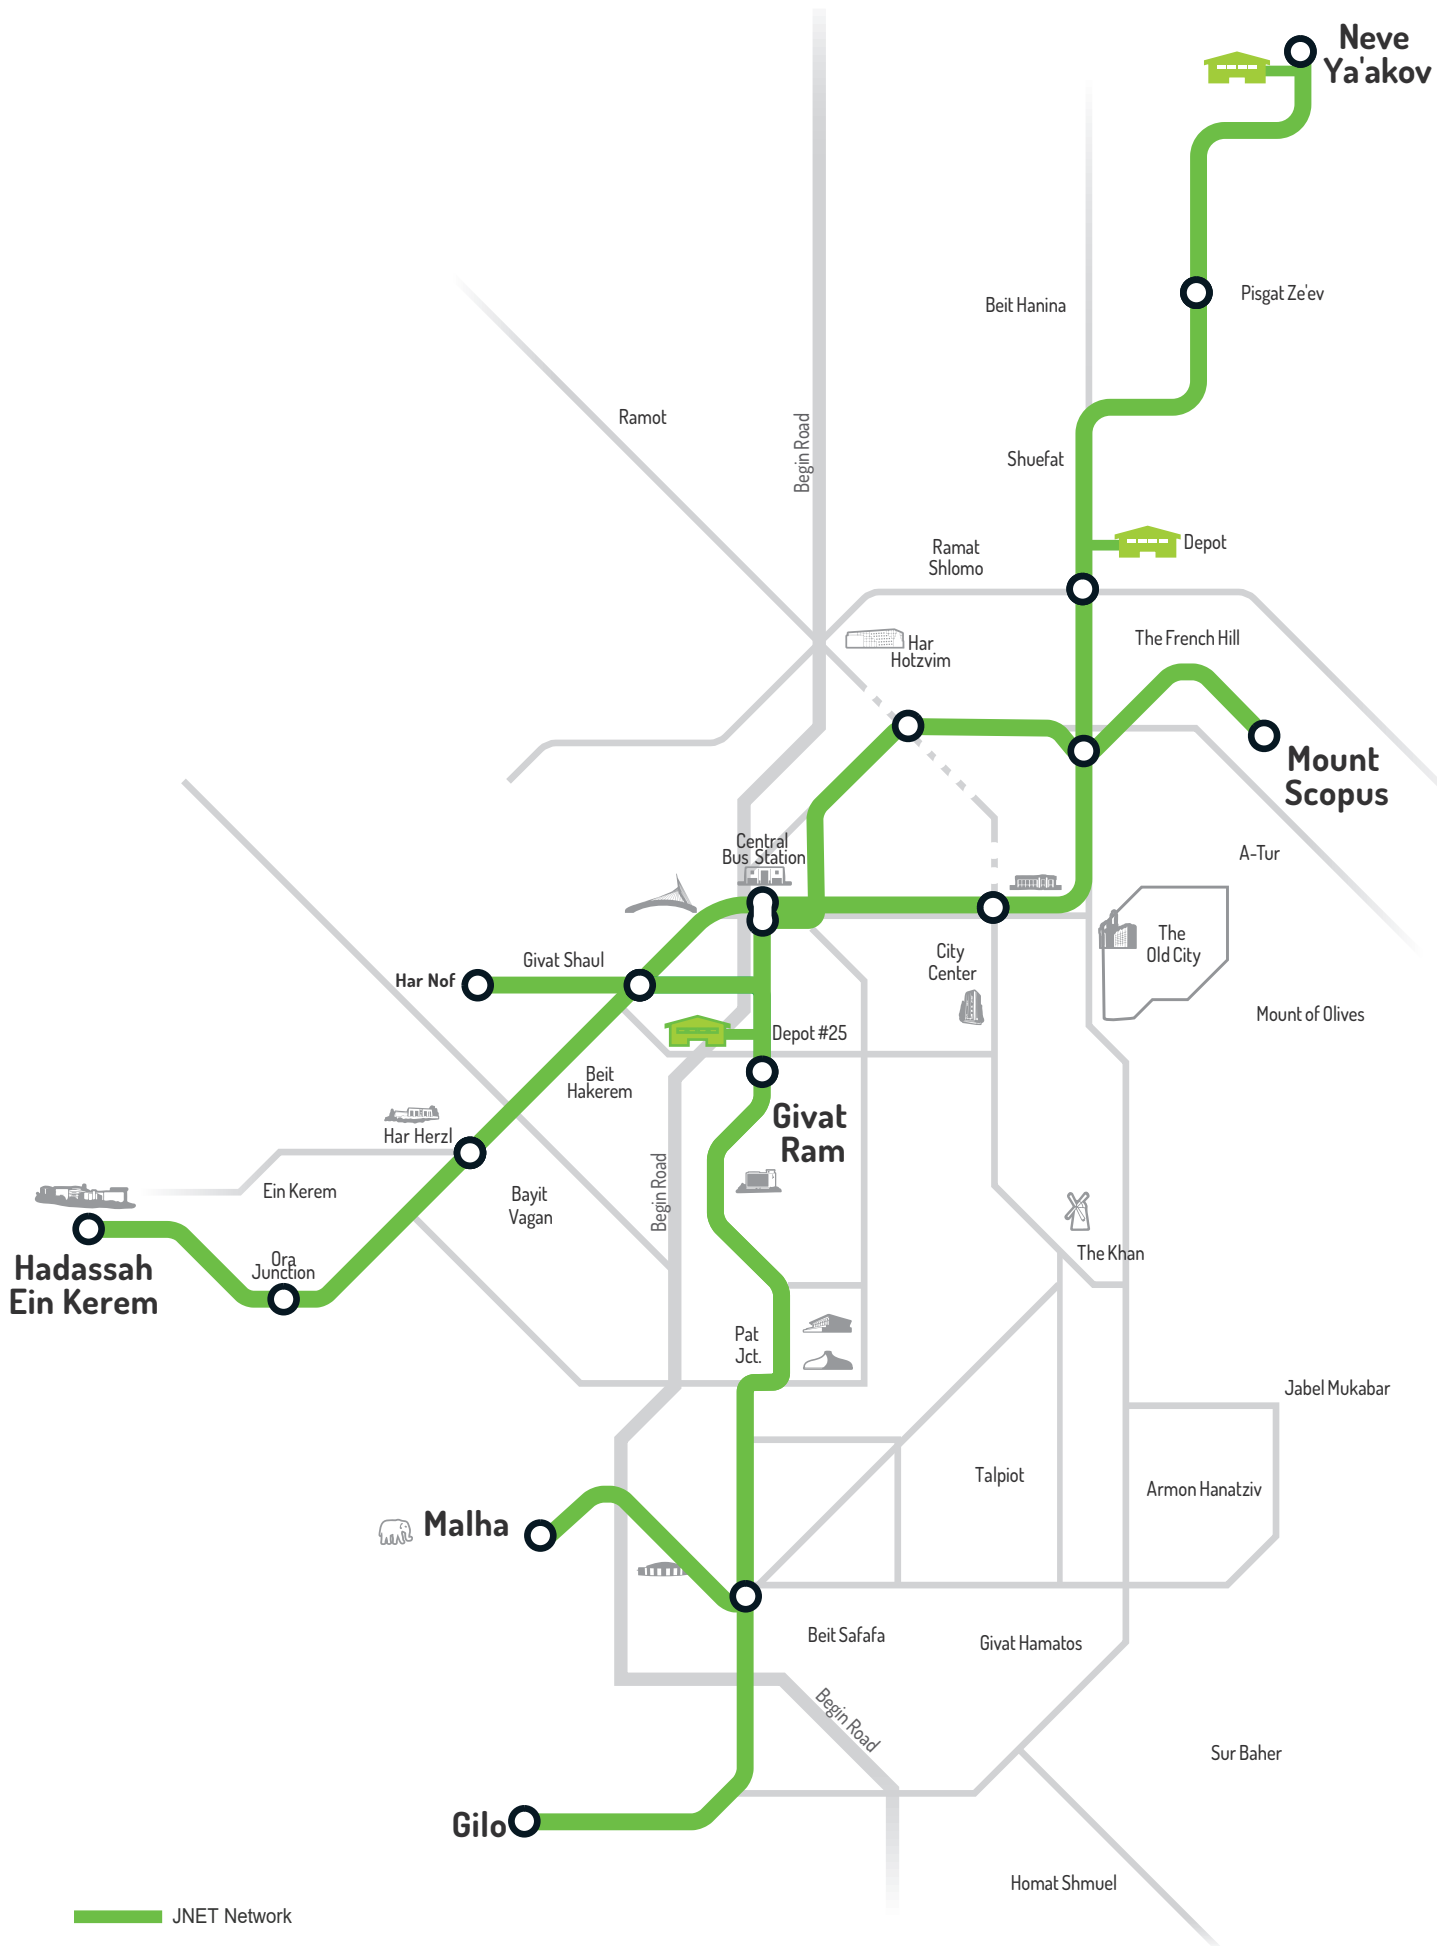 Neve
Ya'akov
Pisgat Ze'ev
Beit Hanina
Ramot
Begin Road
Shuefat
Depot
Ramat
Shlomo
The French Hill
Har
Hotzvim
Mount
Scopus
Central
Bus Station
A-Tur
The
Old City
City
Center
Givat Shaul
Har Nof
Mount of Olives
Depot #25
Beit
Hakerem
Givat
Ram
Har Herzl
Ein Kerem
Bayit
Vagan
Begin Road
The Khan
Hadassah
Ein Kerem
Ora
Junction
Pat
Jct.
Jabel Mukabar
Talpiot
Armon Hanatziv
Malha
Beit Safafa
Givat Hamatos
Begin Road
Sur Baher
Gilo
Homat Shmuel
JNET Network